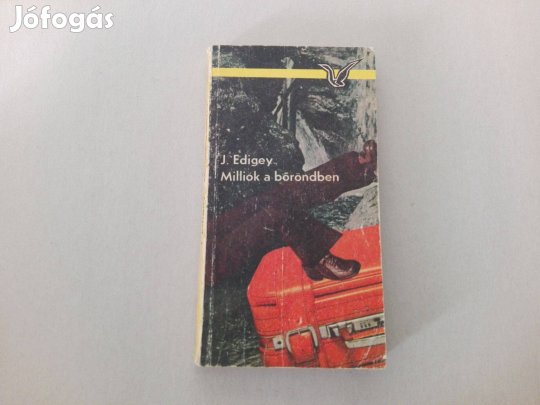 Jófogás
J. Edigey
Milliók a bőröndben